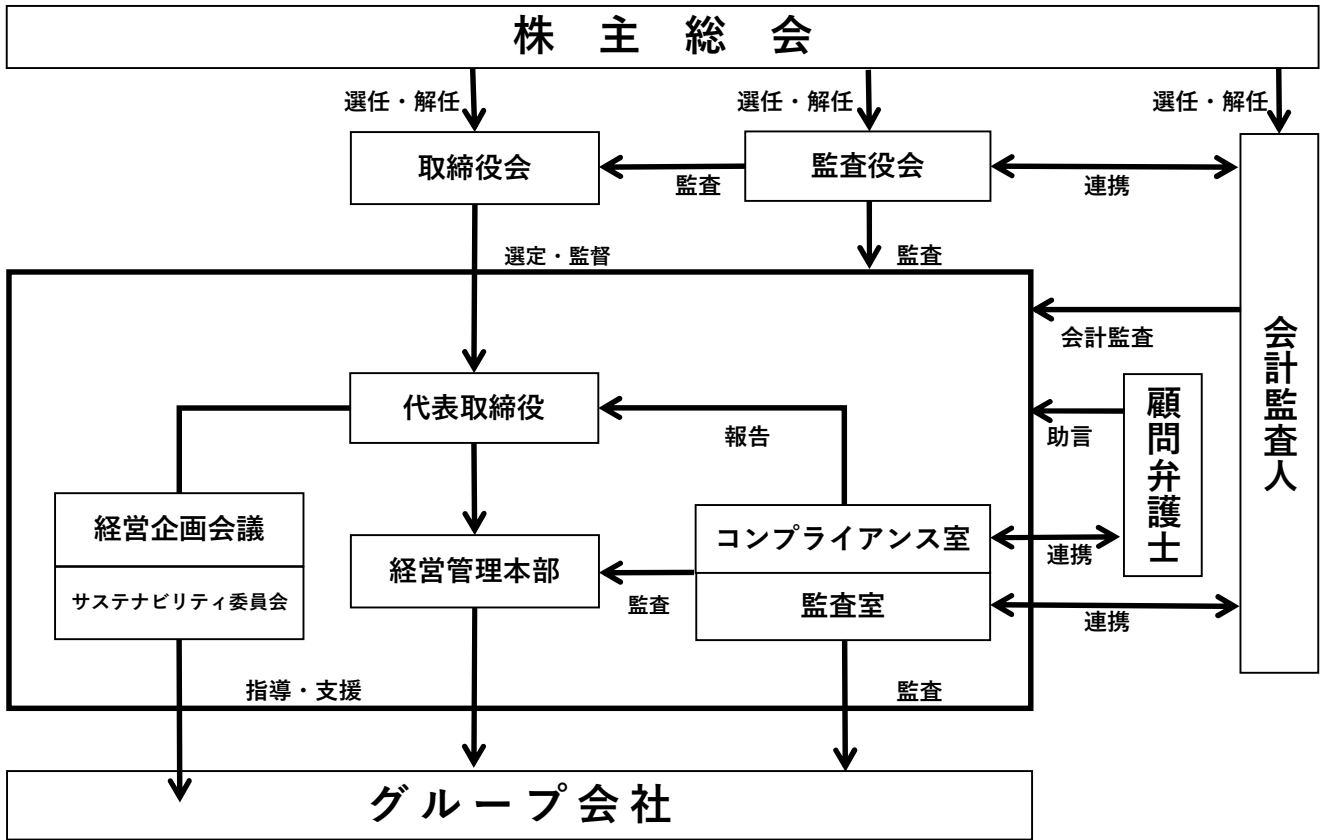 株主総会
選任・解任
選任・解任
選任・解任
取締役会
監査役会
監査
連携
選定・監督
監査
会計監査
会計監査人
代表取締役
報告
助言
顧問弁護士
経営企画会議
サステナビリティ委員会
経営管理本部
コンプライアンス室
監査室
監査
連携
連携
指導・支援
監査
グループ会社